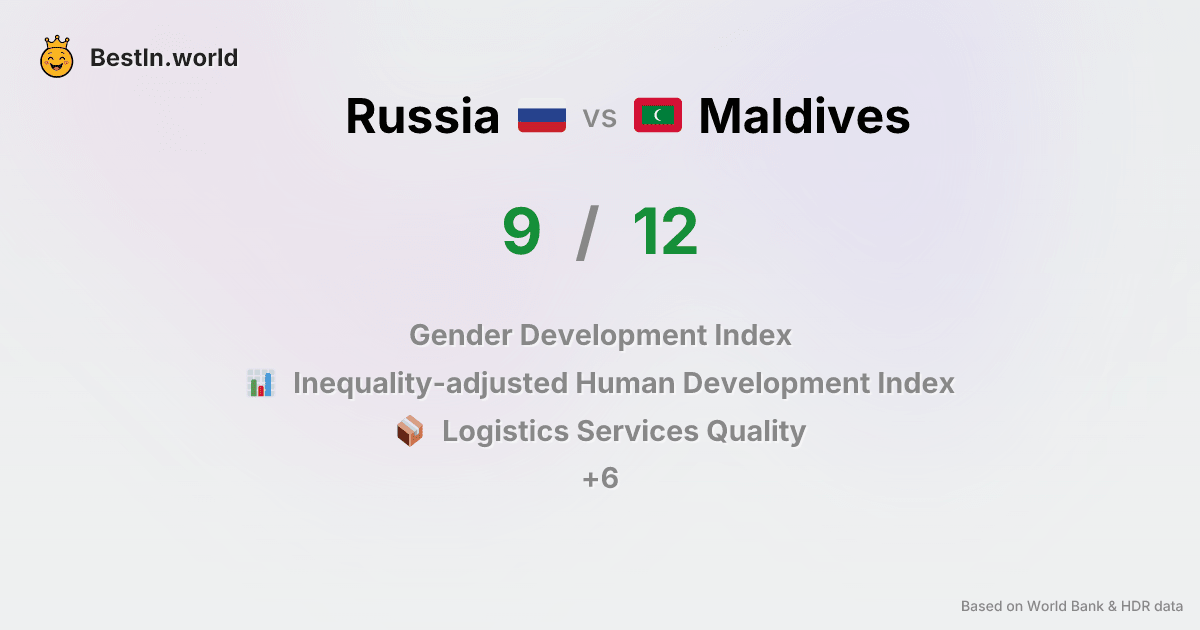 BestIn.world
Russia vs Maldives
9 / 12
Gender Development Index
Inequality-adjusted Human Development Index
Logistics Services Quality
+6
Based on World Bank & HDR data